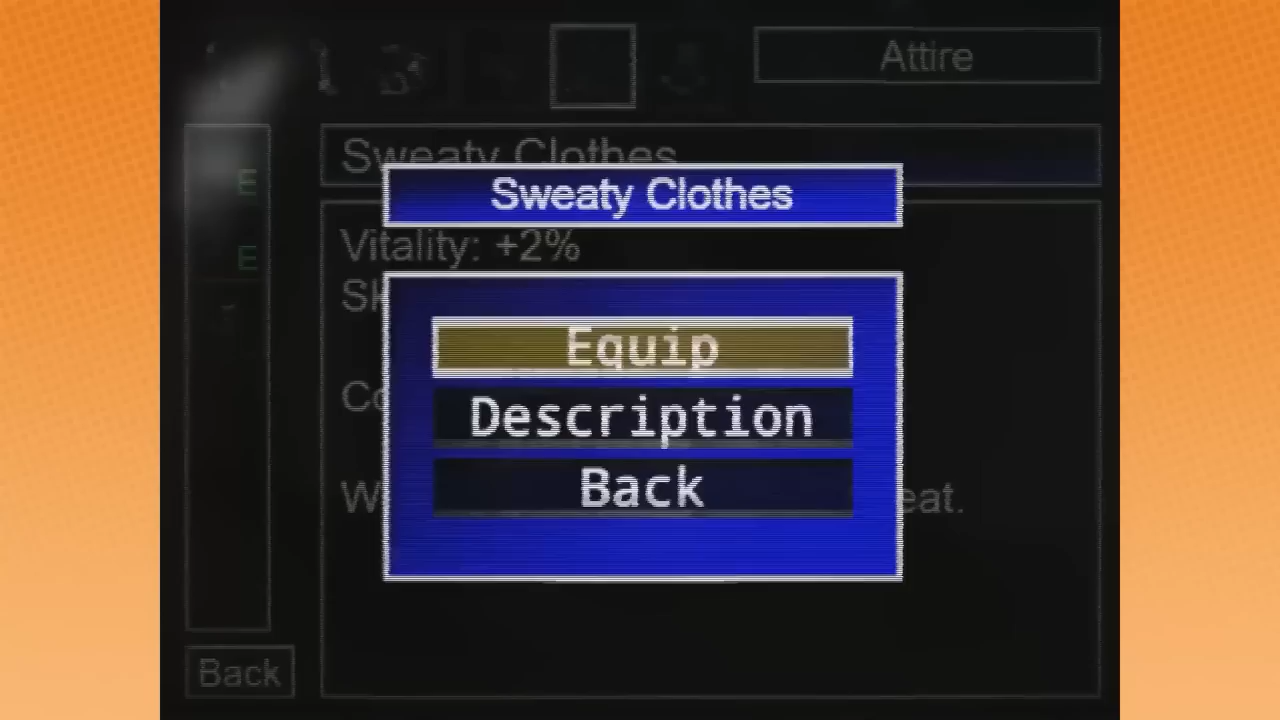 Attire
Sweaty Clothes
E
Sweaty Clothes
Vitality: +2%
E
Equip
Description
Back
eat.
Back